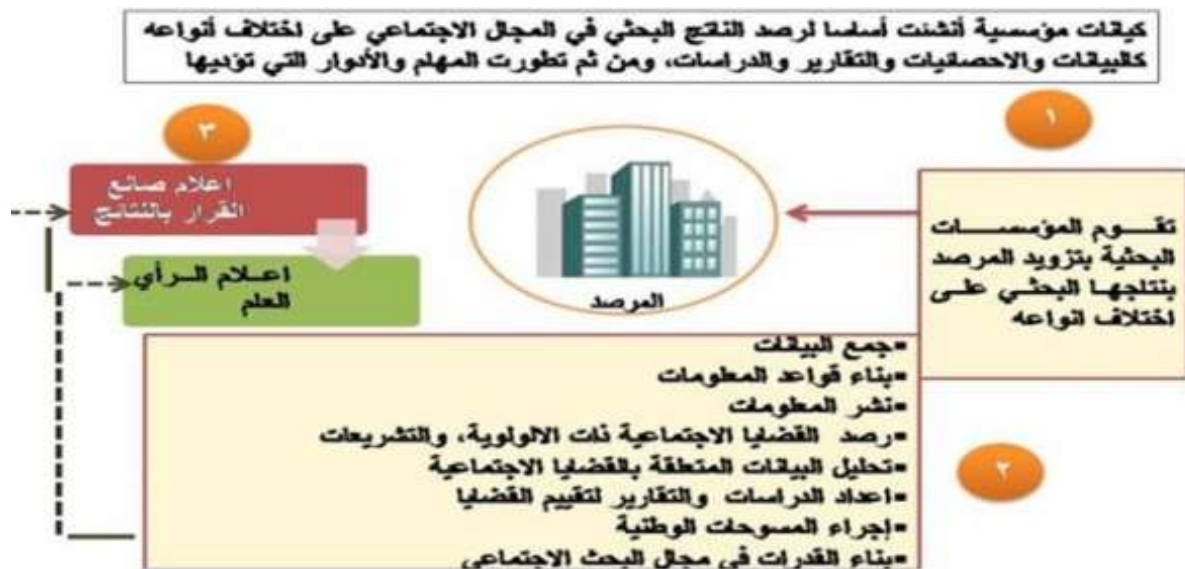 كيانات مؤسسية أنشئت أساسا لرصد الناتج البحثي في المجال الاجتماعي على اختلاف أنواعه
كالبيانات والاحصائيات والتقارير والدراسات، ومن ثم تطورت المهام والأدوار التي تؤديها
١
تقوم المؤسسات
البحثية بتزويد المرصد
بنتاجها البحثي على
اختلاف انواعه
المرصد
٣
اعلام صانع
القرار بالنتائج
اعلام الرأي
العام
٢
▪جمع البيانات
▪بناء قواعد المعلومات
▪نشر المعلومات
▪رصد القضايا الاجتماعية ذات الالولوية، والتشريعات
▪تحليل البيانات المتعلقة بالقضايا الاجتماعية
▪اعداد الدراسات والتقارير لتقييم القضايا
▪إجراء المسوحات الوطنية
▪بناء القدرات في مجال البحث الاجتماعي